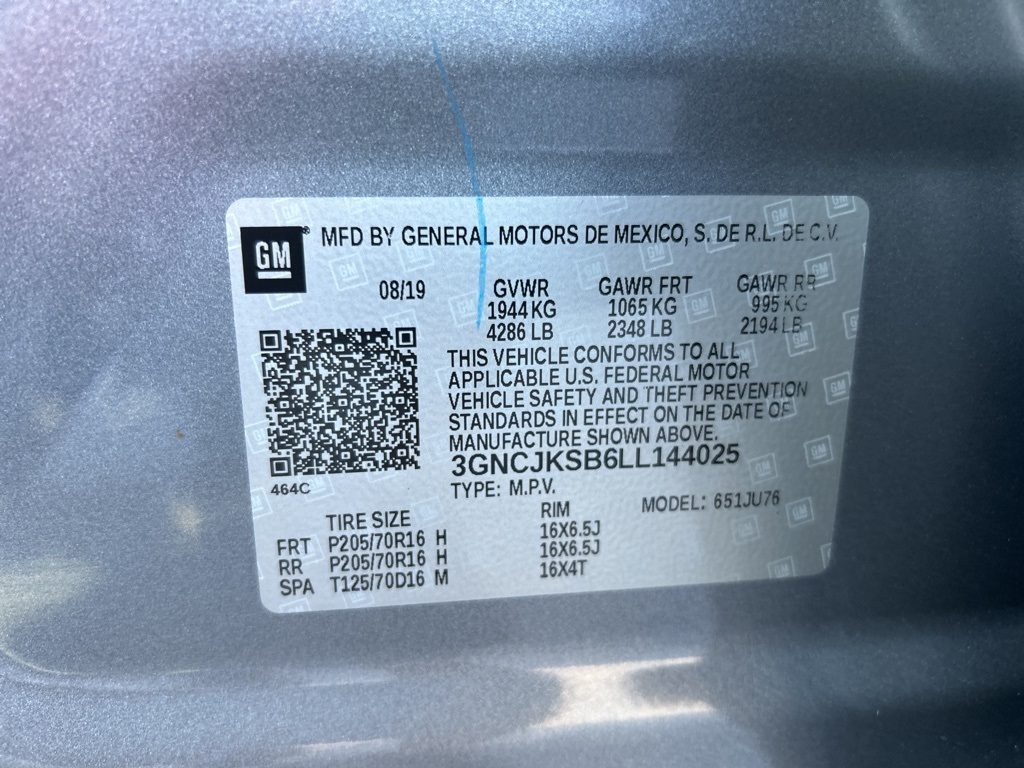 GM MFD BY GENERAL MOTORS DE MEXICO, S. DE R.L. DE C.V.
08/19 GVWR GAWR FRT GAWR RR
1944 KG 1065 KG 995 KG
4286 LB 2348 LB 2194 LB
THIS VEHICLE CONFORMS TO ALL
APPLICABLE U.S. FEDERAL MOTOR
VEHICLE SAFETY AND THEFT PREVENTION
STANDARDS IN EFFECT ON THE DATE OF
MANUFACTURE SHOWN ABOVE.
3GNCJKSB6LL144025
464C
TYPE: M.P.V. MODEL: 651JU76
TIRE SIZE RIM
FRT P205/70R16 H 16X6.5J
RR P205/70R16 H 16X6.5J
SPA T125/70D16 M 16X4T